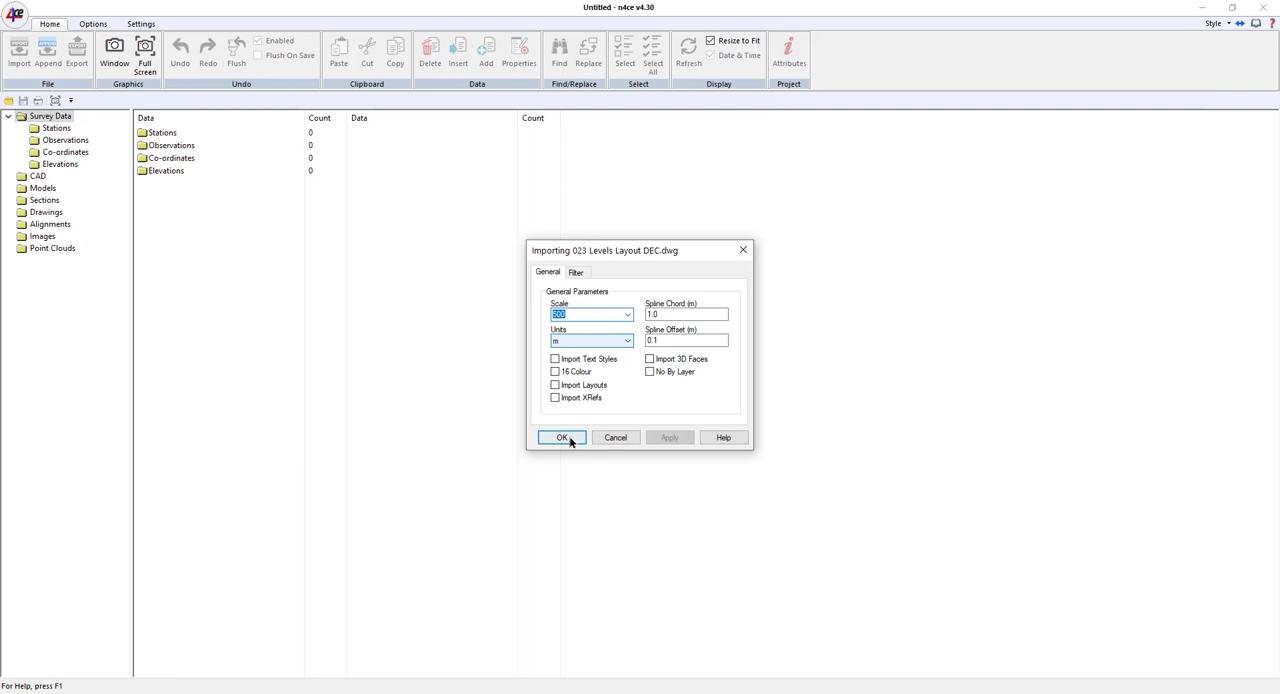 Untitled - n4ce v4.30
4ce
Home Options Settings
Style
Import Append Export
Window Full Screen
Undo Redo Flush
Enabled
Flush On Save
Paste Cut Copy
Delete Insert Add Properties
Find Replace
Select Select All
Refresh
Resize to Fit
Date & Time
Attributes
File Graphics Undo Clipboard Data Find/Replace Select Display Project
Survey Data
Stations
Observations
Co-ordinates
Elevations
CAD
Models
Sections
Drawings
Alignments
Images
Point Clouds
Data Count Data Count
Stations 0
Observations 0
Co-ordinates 0
Elevations 0
Importing 023 Levels Layout DEC.dwg
General Filter
General Parameters
Scale Spline Chord (m)
500 1.0
Units Spline Offset (m)
m 0.1
Import Text Styles Import 3D Faces
16 Colour No By Layer
Import Layouts
Import XRefs
OK Cancel Apply Help
For Help, press F1